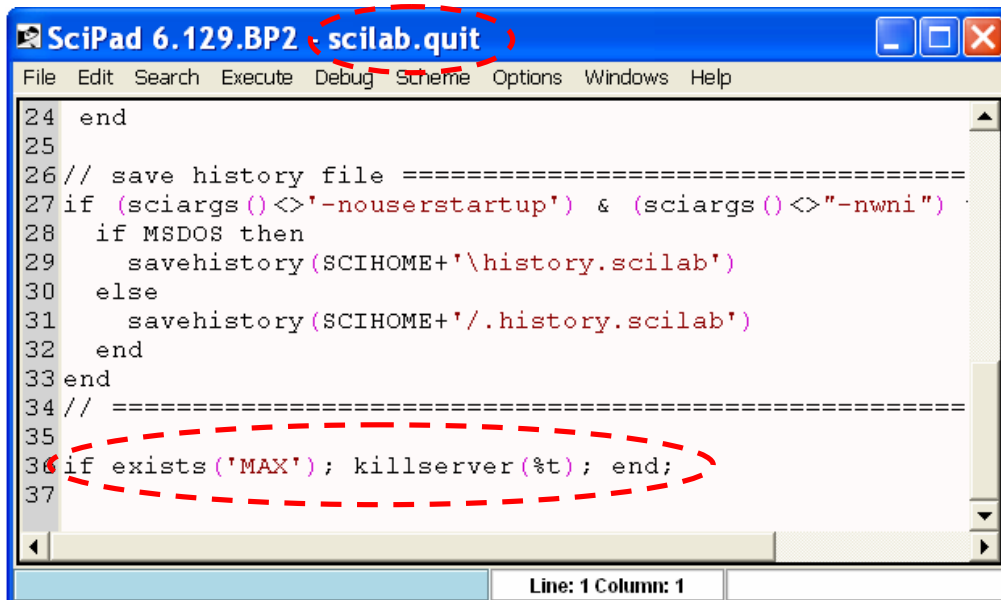 SciPad 6.129.BP2 - scilab.quit
File Edit Search Execute Debug Scheme Options Windows Help
24 end
25
26 // save history file ===================================
27 if (sciargs()<>'-nouserstartup') & (sciargs()<>"-nwni")
28 if MSDOS then
29 savehistory(SCIHOME+'\history.scilab')
30 else
31 savehistory(SCIHOME+'/.history.scilab')
32 end
33 end
34 // =====================================================
35
36 if exists('MAX'); killserver(%t); end;
37
Line: 1 Column: 1